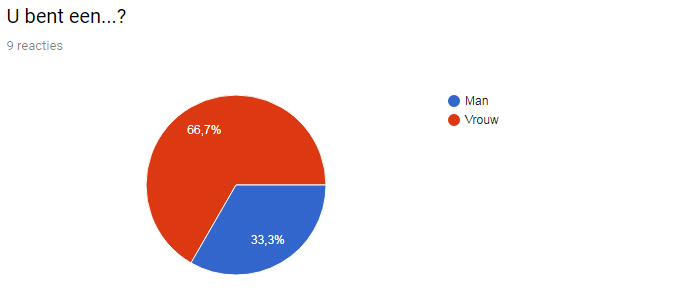 U bent een...?
9 reacties
Man
Vrouw
66,7%
33,3%